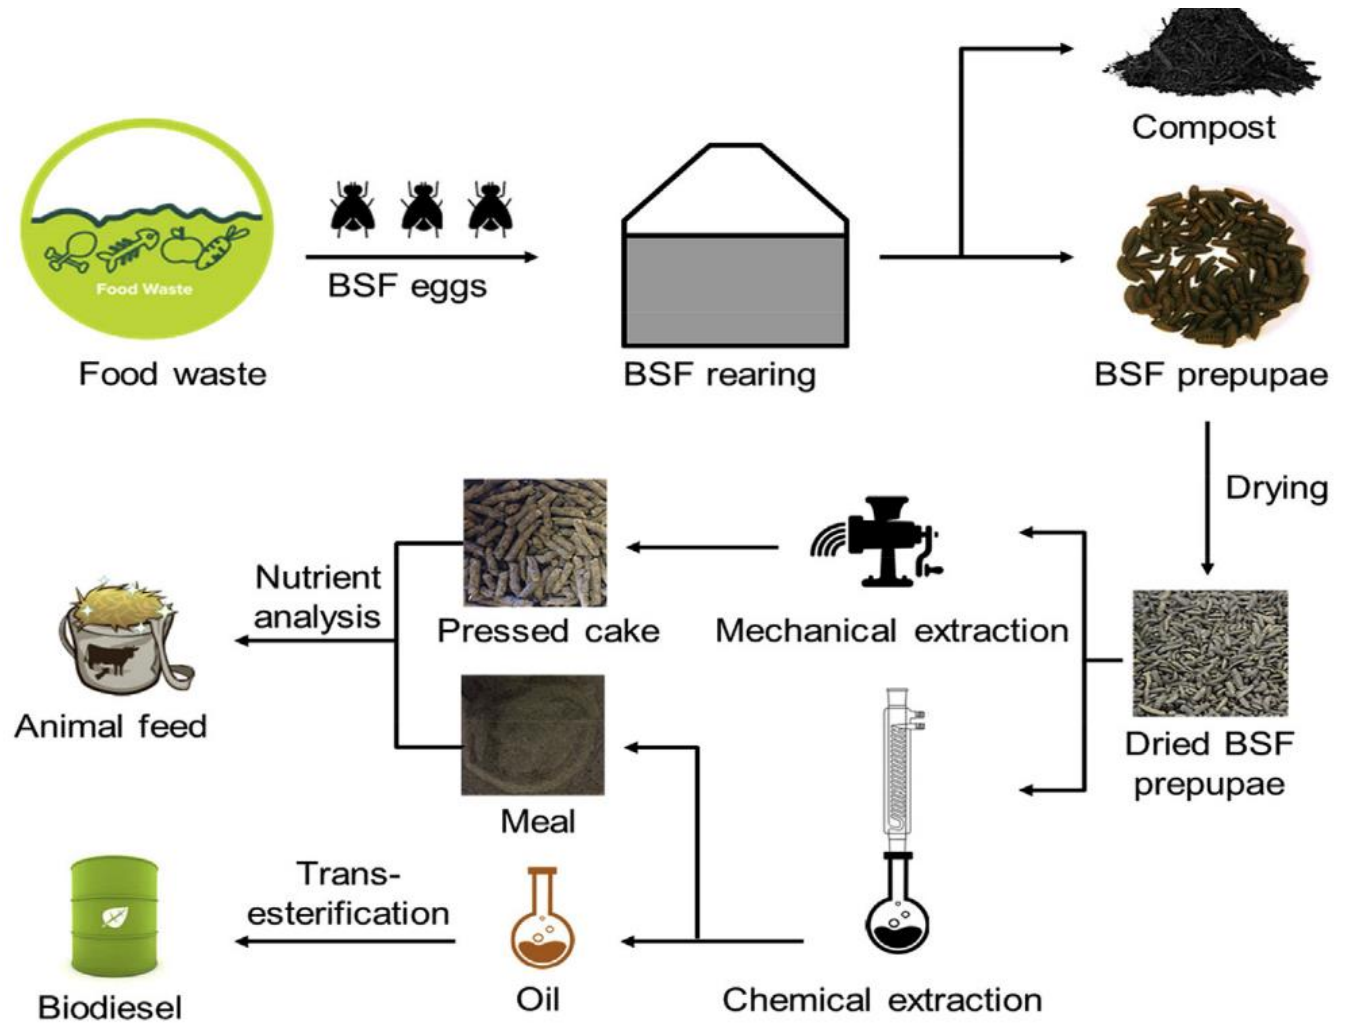 Compost
Food Waste
BSF eggs
Food waste
BSF rearing
BSF prepupae
Drying
Nutrient
analysis
Pressed cake
Mechanical extraction
Animal feed
Dried BSF
prepupae
Meal
Trans-
esterification
Biodiesel
Oil
Chemical extraction